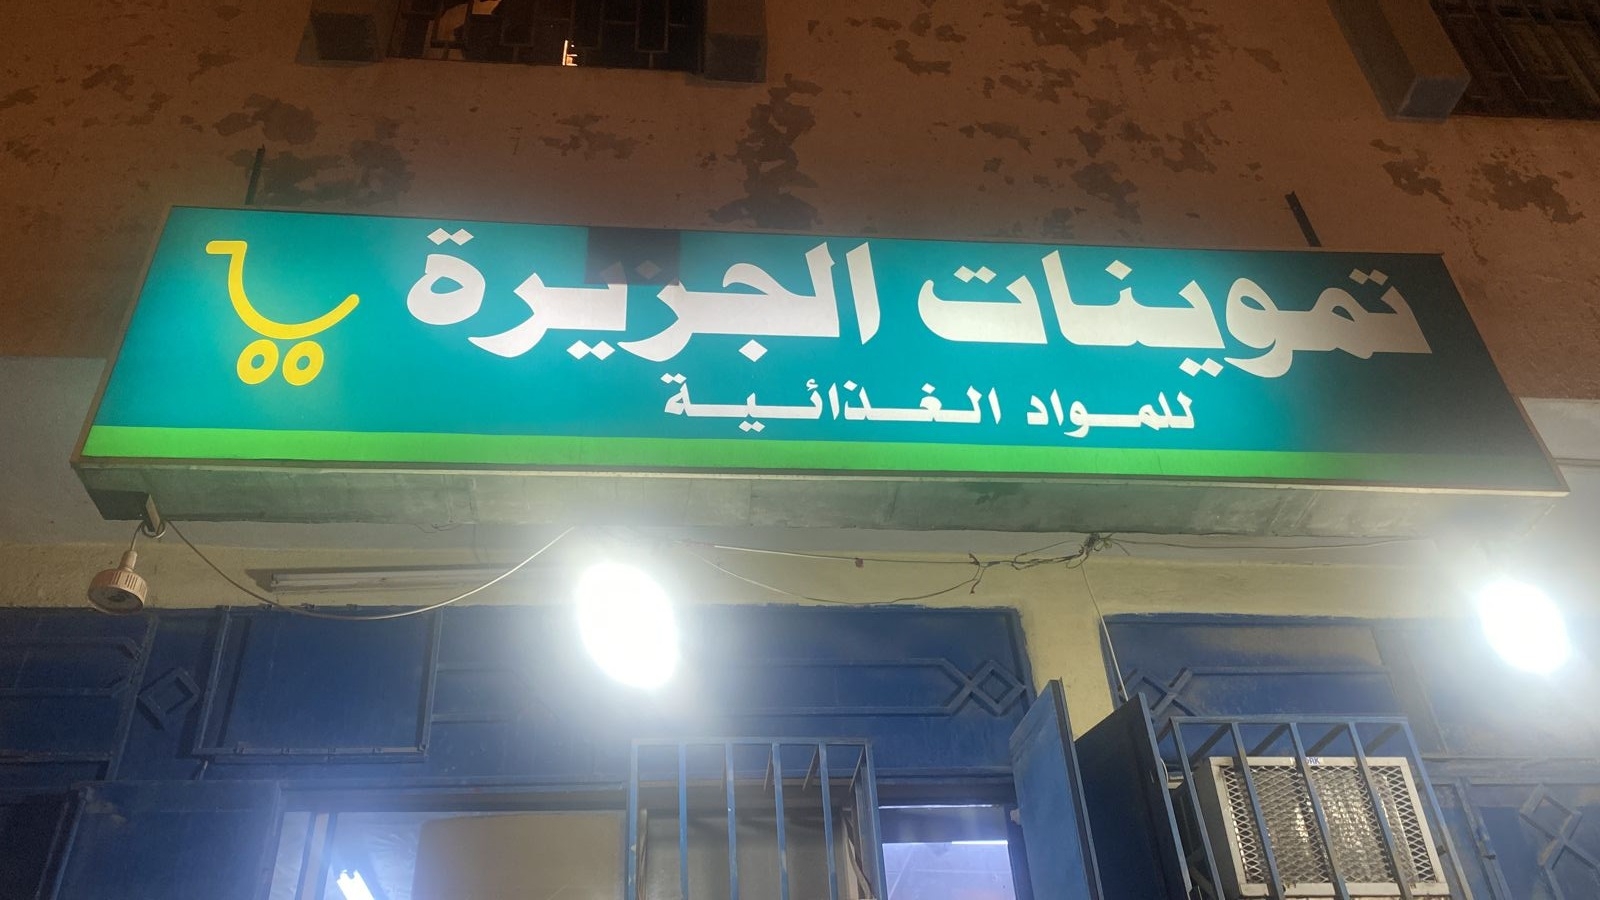 تموينات الجزيرة
للمواد الغذائية